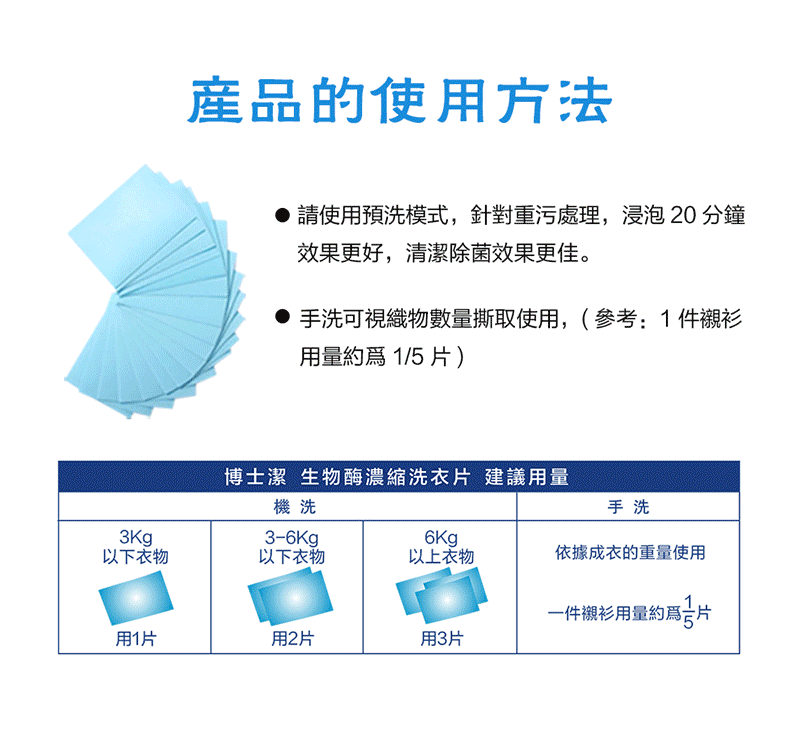 産品的使用方法
● 請使用預洗模式，針對重污處理，浸泡 20 分鐘
效果更好，清潔除菌效果更佳。
● 手洗可視織物數量撕取使用，( 參考：1 件襯衫
用量約爲 1/5 片 )
博士潔 生物酶濃縮洗衣片 建議用量
機 洗
手 洗
3Kg
以下衣物
用1片
3-6Kg
以下衣物
用2片
6Kg
以上衣物
用3片
依據成衣的重量使用
一件襯衫用量約爲1/5片